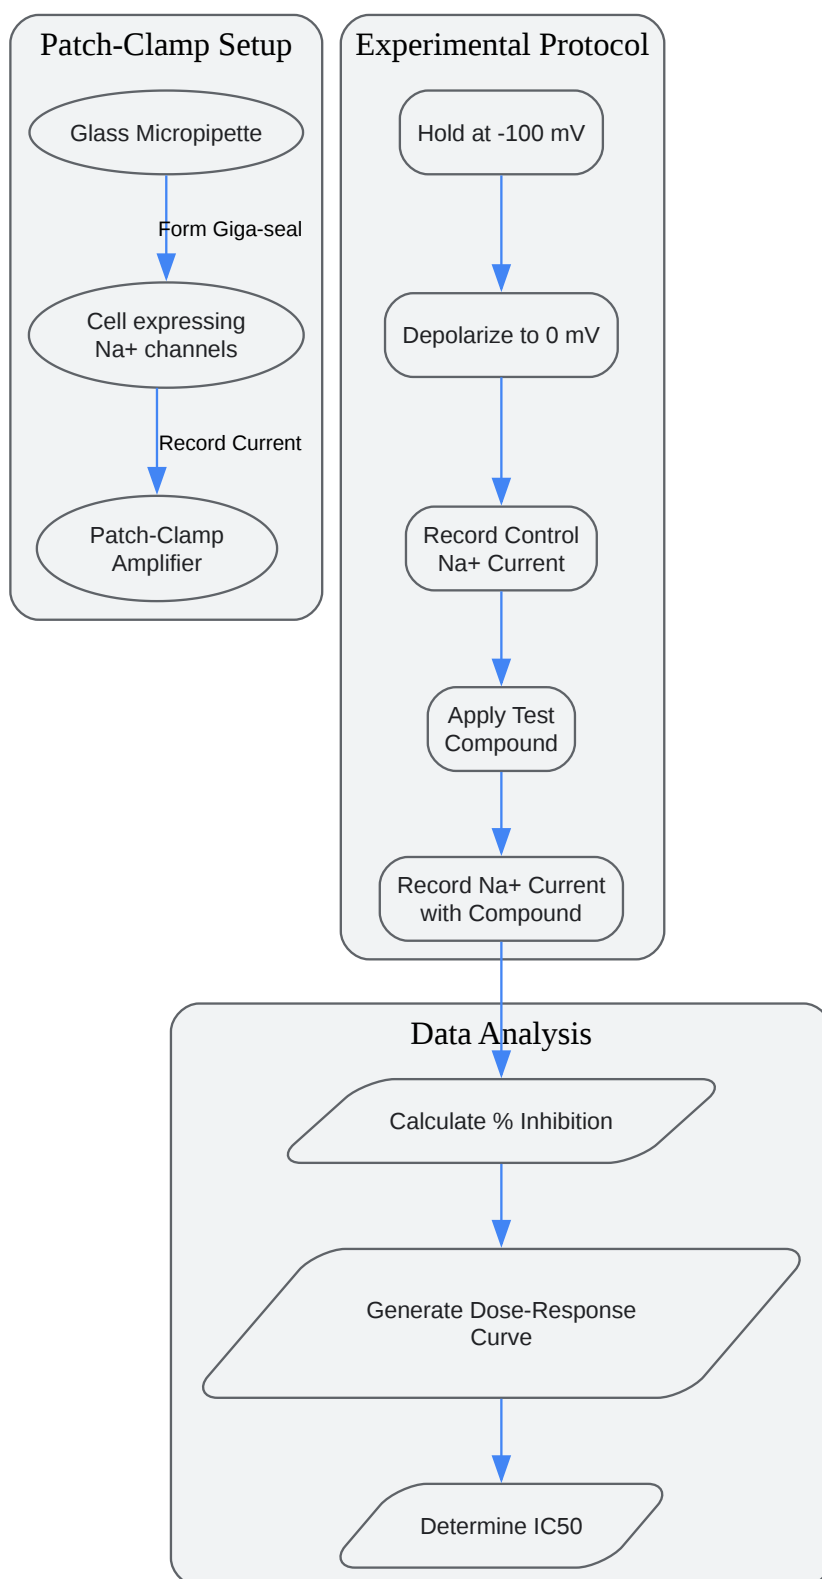 Patch-Clamp Setup
Glass Micropipette
Form Giga-seal
Cell expressing
Na+ channels
Record Current
Patch-Clamp
Amplifier
Experimental Protocol
Hold at -100 mV
Depolarize to 0 mV
Record Control
Na+ Current
Apply Test
Compound
Record Na+ Current
with Compound
Data Analysis
Calculate % Inhibition
Generate Dose-Response
Curve
Determine IC50